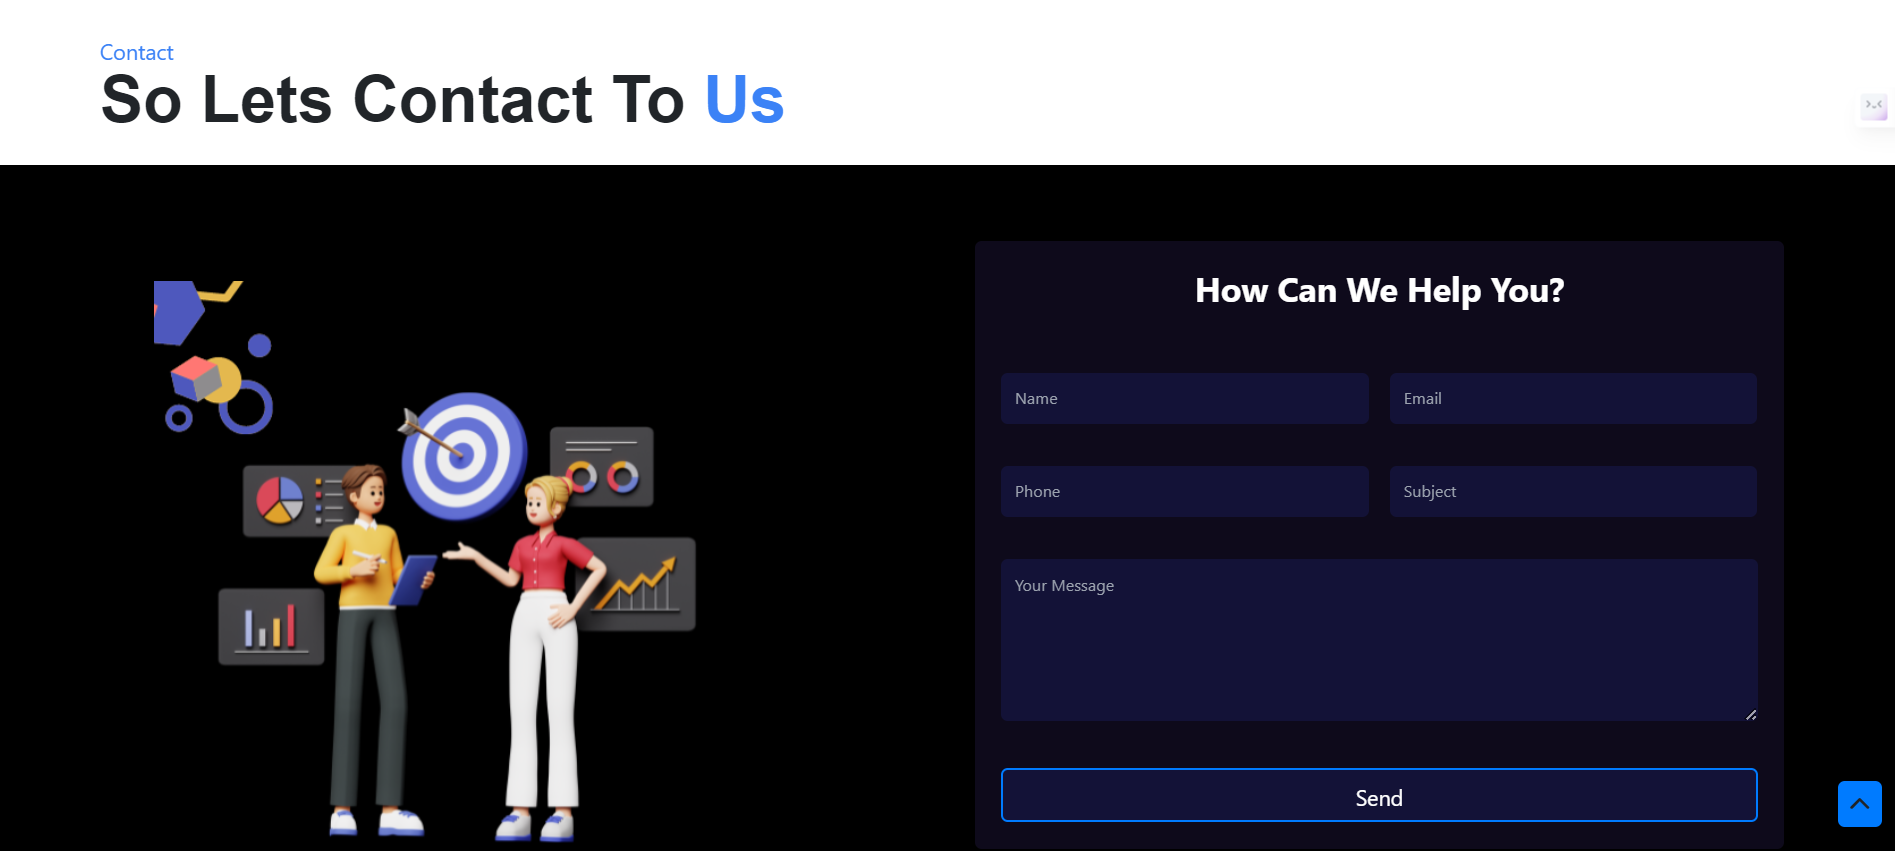 Contact
So Lets Contact To Us
How Can We Help You?
Name
Email
Phone
Subject
Your Message
Send